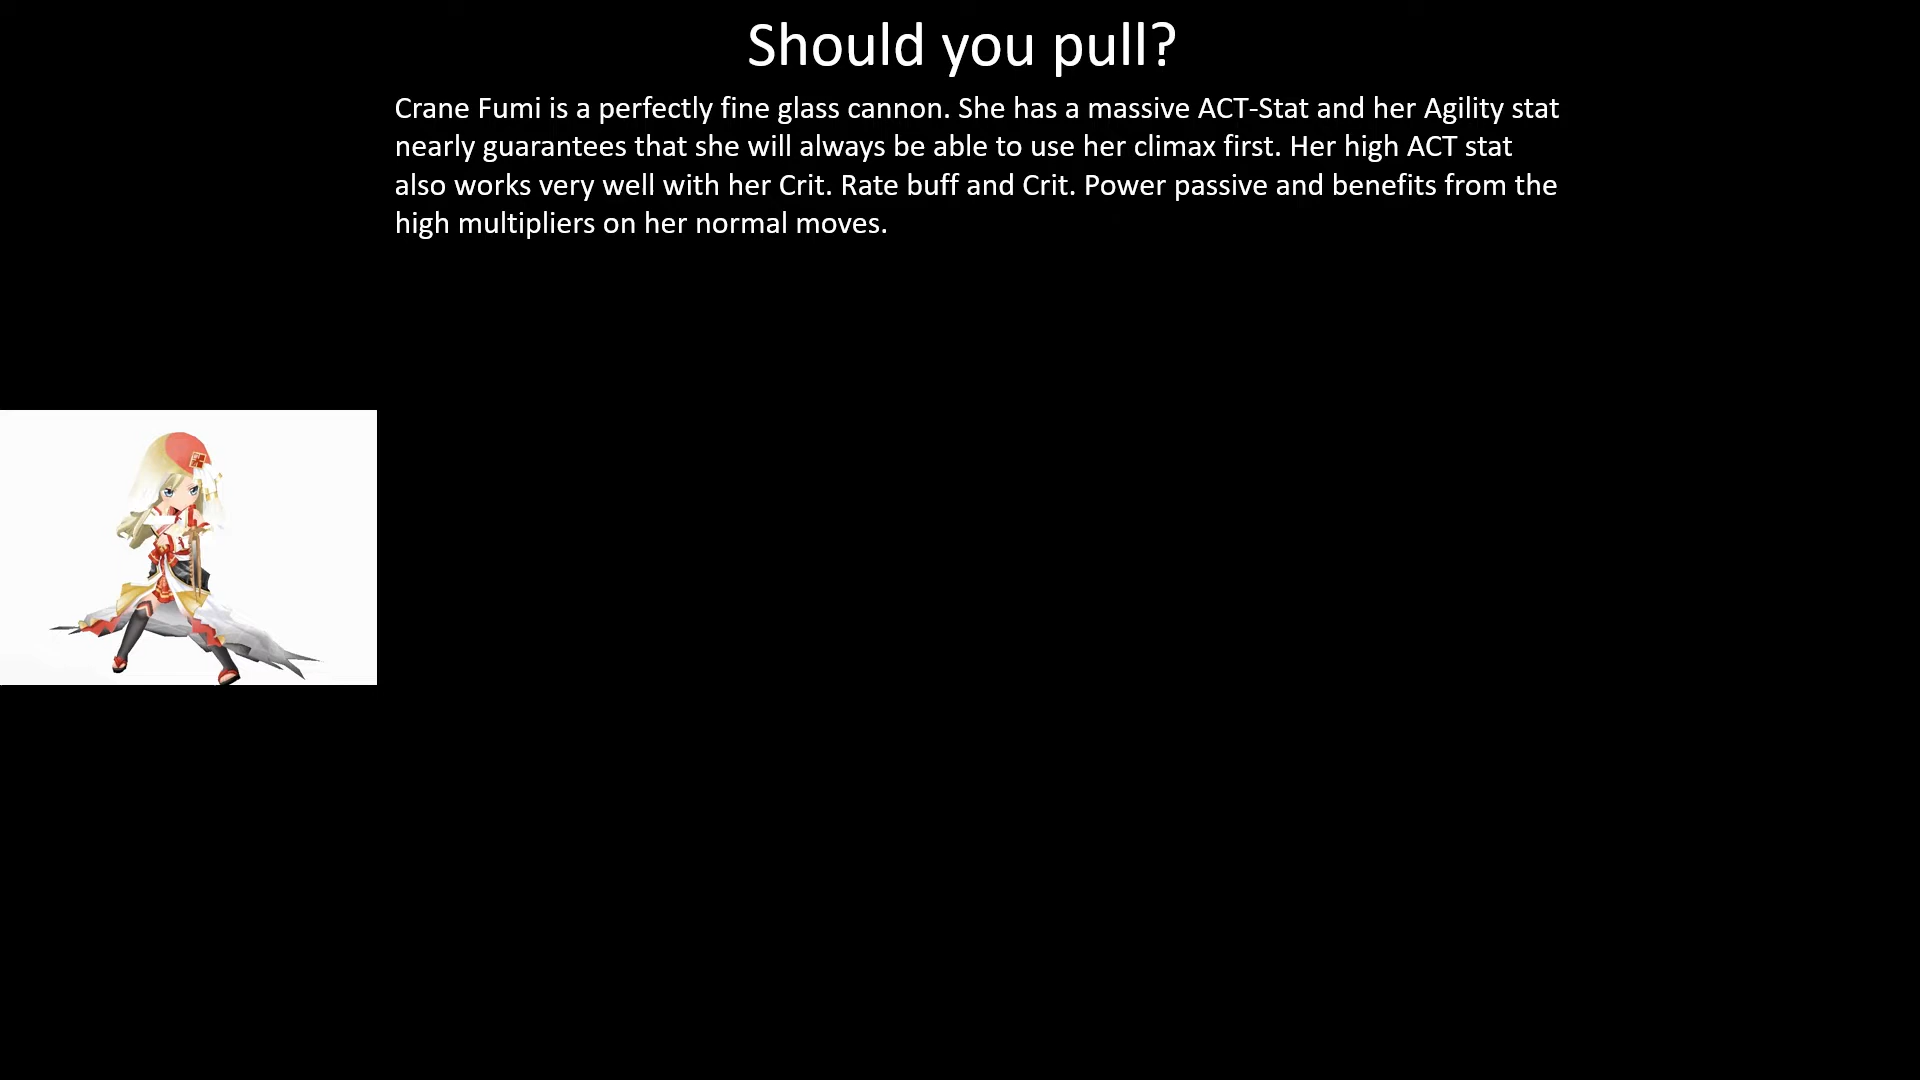 Should you pull?
Crane Fumi is a perfectly fine glass cannon. She has a massive ACT-Stat and her Agility stat
nearly guarantees that she will always be able to use her climax first. Her high ACT stat
also works very well with her Crit. Rate buff and Crit. Power passive and benefits from the
high multipliers on her normal moves.